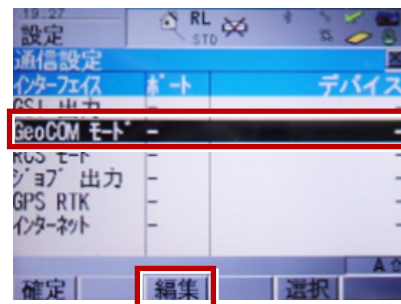 19:27
設定
RL
STD
通信設定
インターフェイス ポート デバイス
GSI 出力 - -
GeoCOM モード - -
RCS モード - -
ジョブ 出力 - -
GPS RTK - -
インターネット - -
A
確定 編集 選択